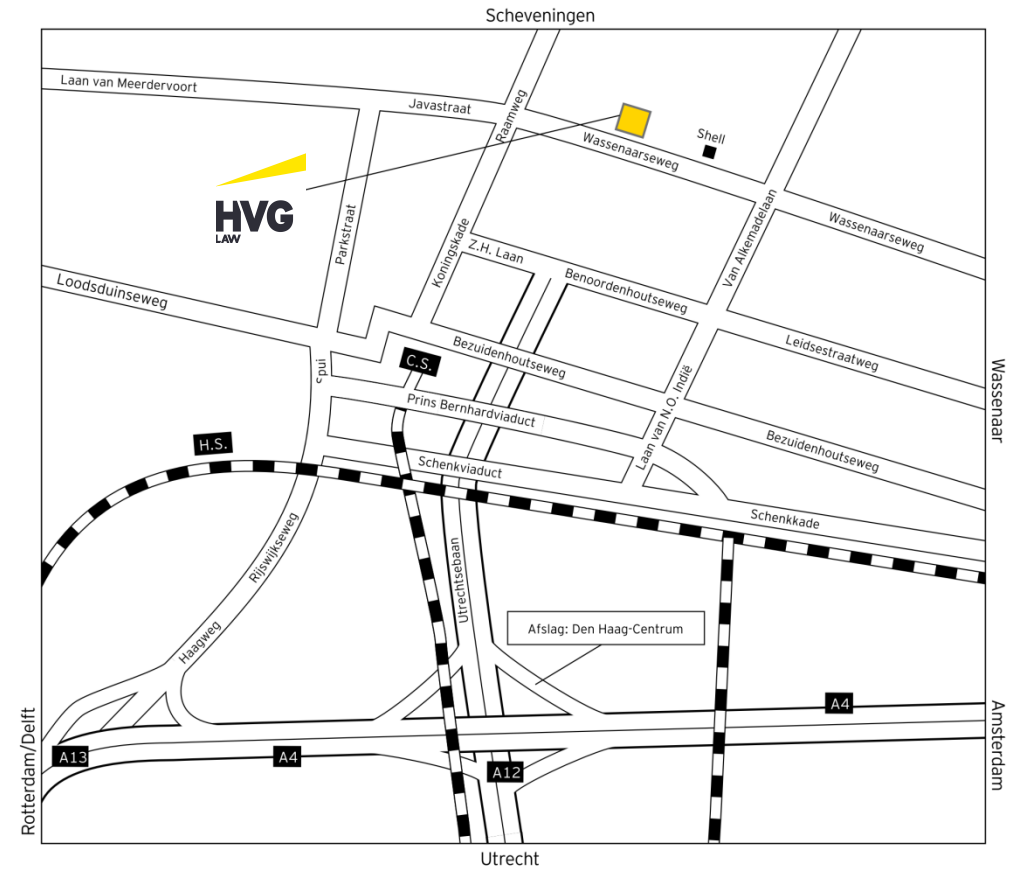 Scheveningen
Laan van Meerdervoort
Javastraat
Raamweg
Wassenaarseweg
Shell
HVG
LAW
Parkstraat
Koningskade
Z.H. Laan
Benoordenhoutseweg
Van Alkemadelaan
Wassenaarseweg
Loodsduinseweg
Spui
C.S.
Bezuidenhoutseweg
Leidsestraatweg
Wassenaar
Prins Bernhardviaduct
Laan van N.O. Indië
Bezuidenhoutseweg
H.S.
Schenkviaduct
Schenkkade
Rijswijkseweg
Utrechtsebaan
Haagweg
Afslag: Den Haag-Centrum
A4
Rotterdam/Delft
A13
A4
A12
Amsterdam
Utrecht